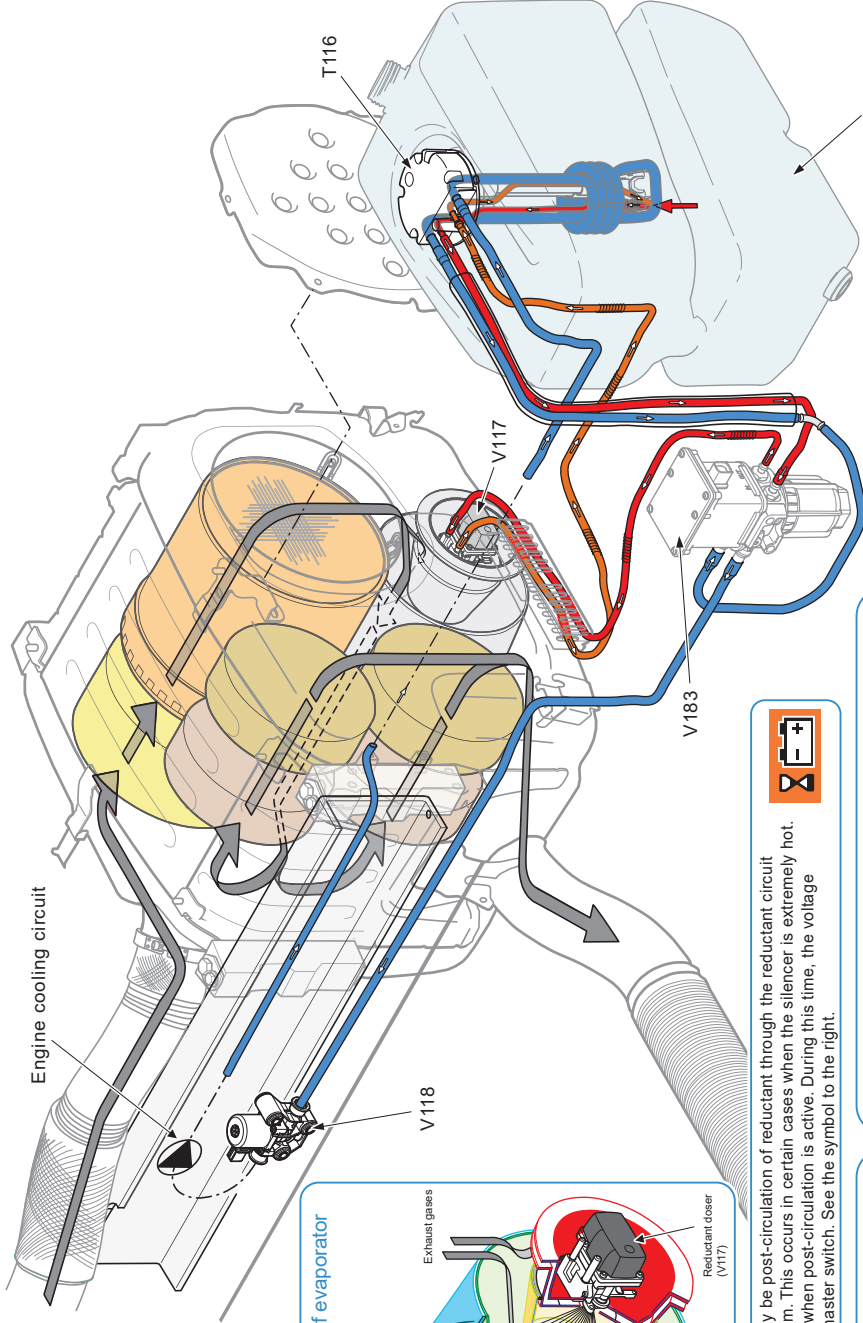 Engine cooling circuit
T116
V117
V183
V118
f evaporator
Exhaust gases
Reductant doser
(V117)
y be post-circulation of reductant through the reductant circuit
m. This occurs in certain cases when the silencer is extremely hot.
when post-circulation is active. During this time, the voltage
naster switch. See the symbol to the right.
- +